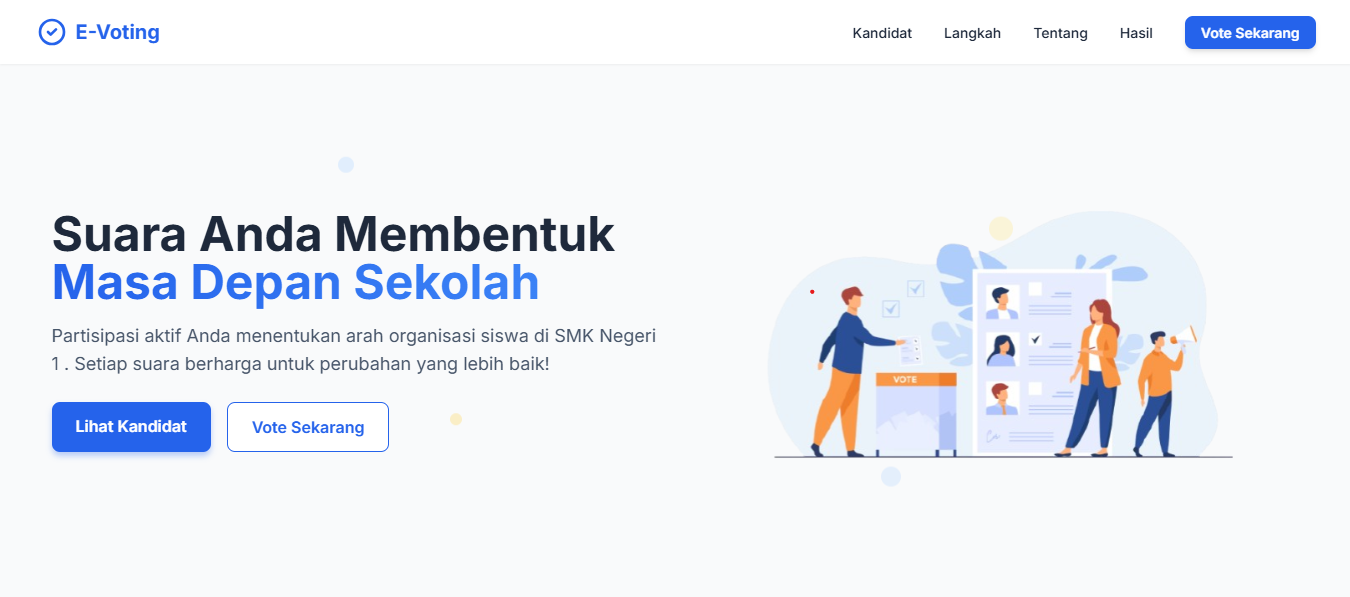 E-Voting
Kandidat Langkah Tentang Hasil Vote Sekarang
Suara Anda Membentuk
Masa Depan Sekolah
Partisipasi aktif Anda menentukan arah organisasi siswa di SMK Negeri
1 . Setiap suara berharga untuk perubahan yang lebih baik!
Lihat Kandidat Vote Sekarang
VOTE